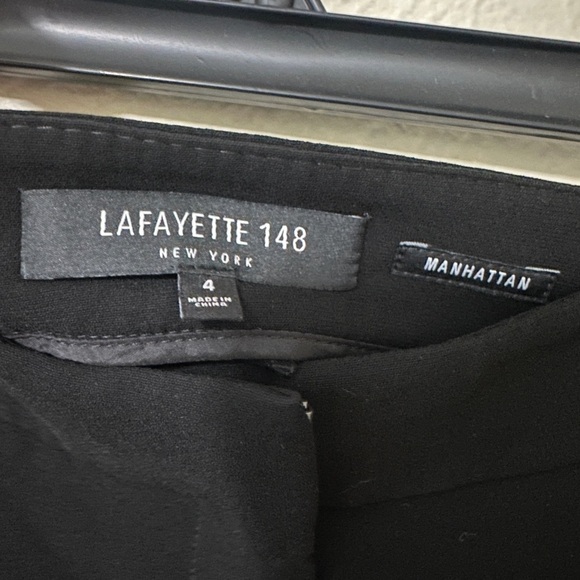 LAFAYETTE 148
NEW YORK
4
MADE IN
CHINA
MANHATTAN